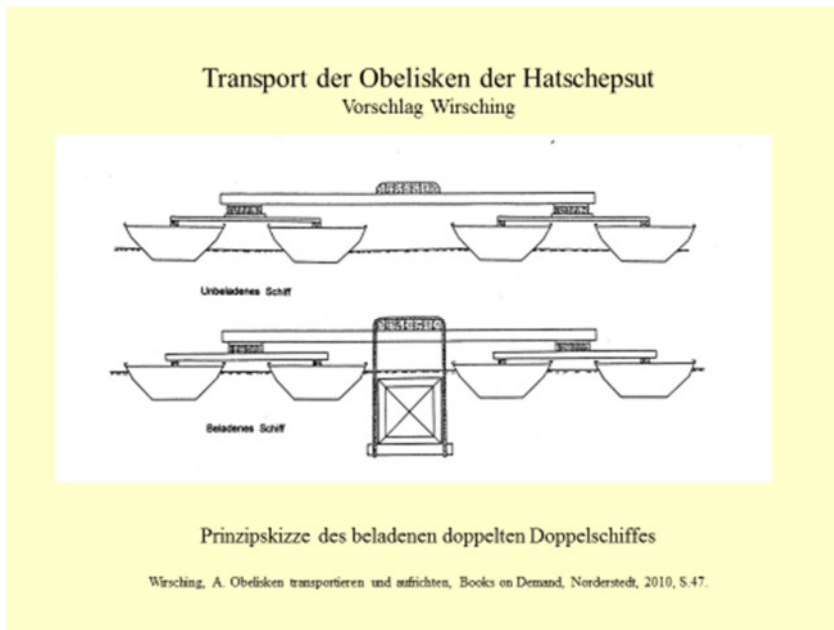 Transport der Obelisken der Hatschepsut
Vorschlag Wirsching
Unbeladenes Schiff
Beladenes Schiff
Prinzipskizze des beladenen doppelten Doppelschiffes
Wirsching, A. Obelisken transportieren und aufrichten, Books on Demand, Norderstedt, 2010, S.47.